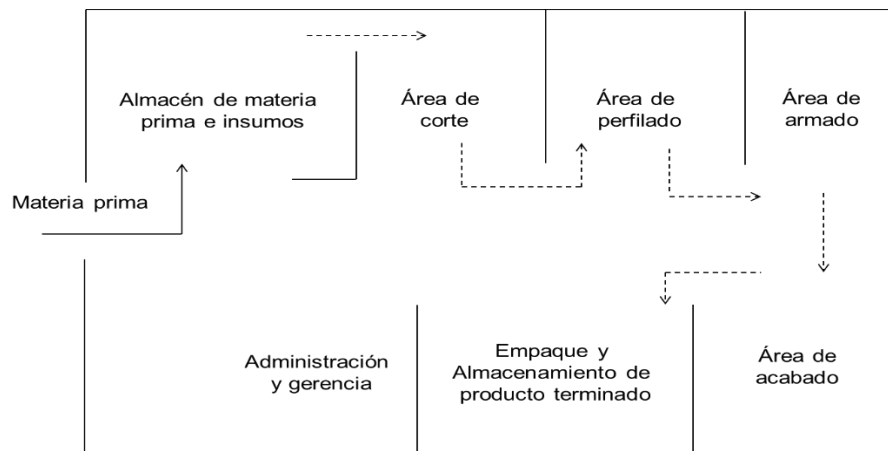 Almacén de materia
prima e insumos
Área de
corte
Área de
perfilado
Área de
armado
Materia prima
Administración
y gerencia
Empaque y
Almacenamiento de
producto terminado
Área de
acabado